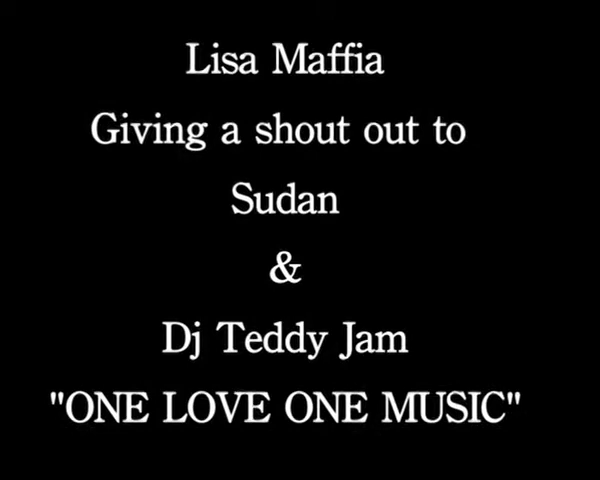 Lisa Maffia
Giving a shout out to
Sudan
&
Dj Teddy Jam
"ONE LOVE ONE MUSIC"